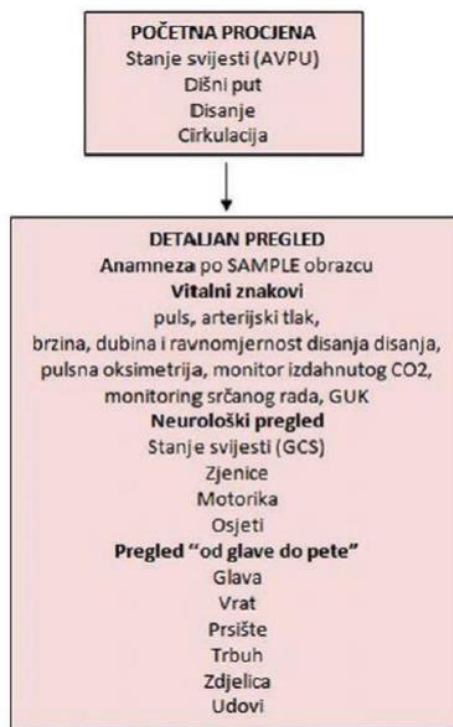 POČETNA PROCJENA
Stanje svijesti (AVPU)
Dišni put
Disanje
Cirkulacija
DETALJAN PREGLED
Anamneza po SAMPLE obrazcu
Vitalni znakovi
puls, arterijski tlak,
brzina, dubina i ravnomjernost disanja disanja,
pulsna oksimetrija, monitor izdahnutog CO2,
monitoring srčanog rada, GUK
Neurološki pregled
Stanje svijesti (GCS)
Zjenice
Motorika
Osjeti
Pregled “od glave do pete”
Glava
Vrat
Prsište
Trbuh
Zdjelica
Udovi